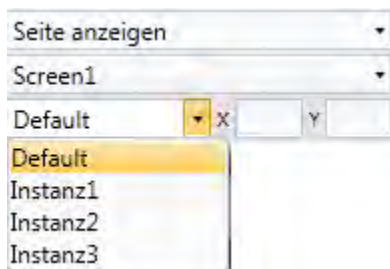 Seite anzeigen
Screen1
Default X Y
Default
Instanz1
Instanz2
Instanz3